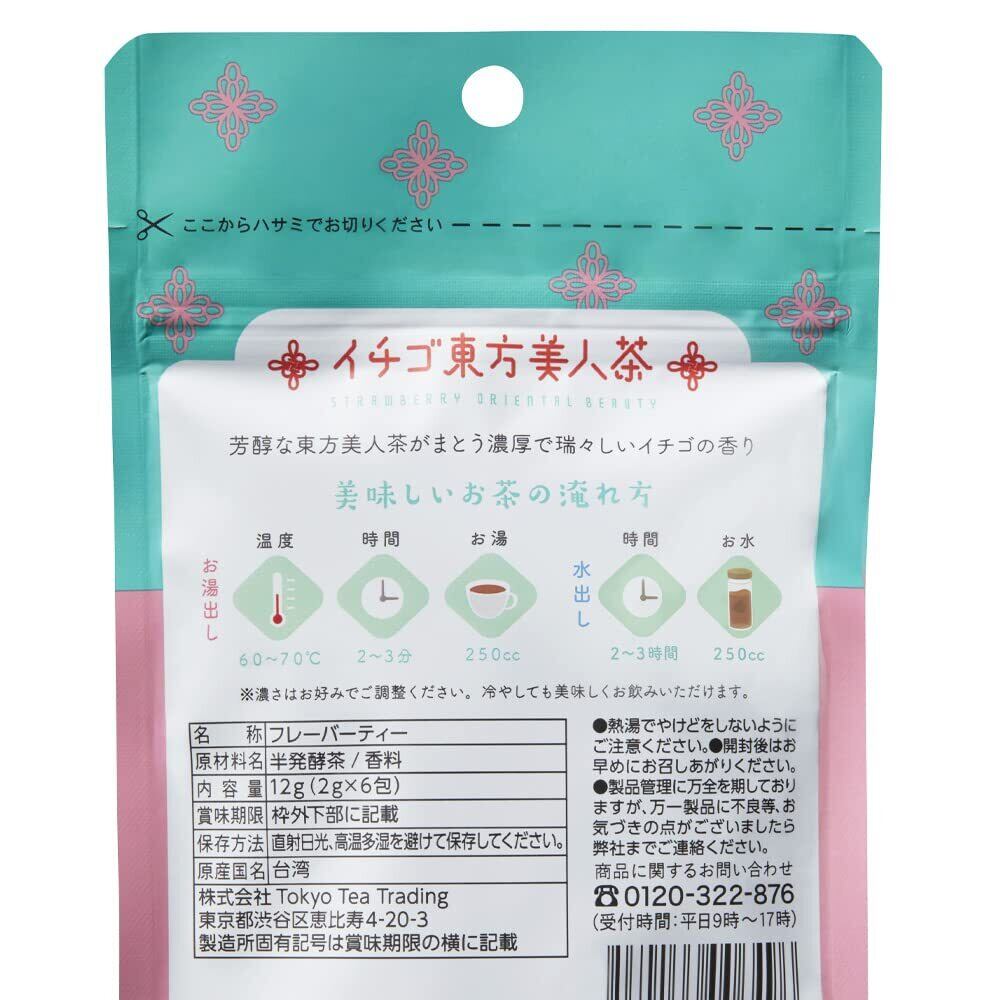 ここからハサミでお切りください
イチゴ東方美人茶
STRAWBERRY ORIENTAL BEAUTY
芳醇な東方美人茶がまとう濃厚で瑞々しいイチゴの香り
美味しいお茶の淹れ方
お湯出し
温度 時間 お湯
60〜70℃ 2〜3分 250cc
水出し
時間 お水
2〜3時間 250cc
※濃さはお好みでご調整ください。冷やしても美味しくお飲みいただけます。
名 称 フレーバーティー
原材料名 半発酵茶 / 香料
内容量 12g(2g×6包)
賞味期限 枠外下部に記載
保存方法 直射日光、高温多湿を避けて保存してください。
原産国名 台湾
株式会社 Tokyo Tea Trading
東京都渋谷区恵比寿4-20-3
製造所固有記号は賞味期限の横に記載
●熱湯でやけどをしないように
ご注意ください。●開封後はお
早めにお召しあがりください。
●製品管理に万全を期しており
ますが、万一製品に不良等、お
気づきの点がございましたら
弊社までご連絡ください。
商品に関するお問い合わせ
☎0120-322-876
(受付時間:平日9時〜17時)